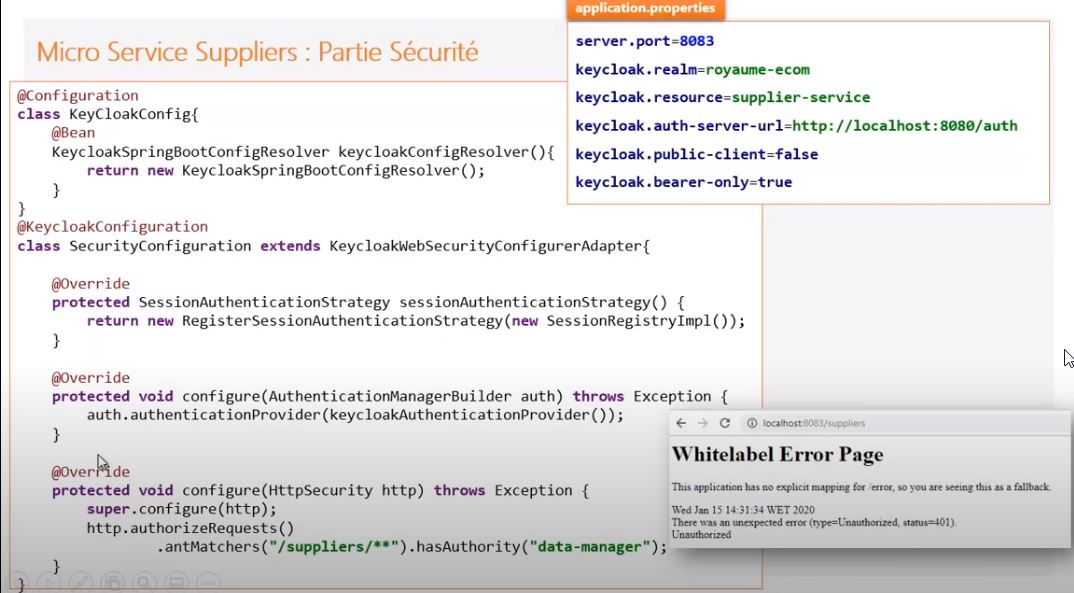 application.properties
Micro Service Suppliers : Partie Sécurité
server.port=8083
keycloak.realm=royaume-ecom
keycloak.resource=supplier-service
keycloak.auth-server-url=http://localhost:8080/auth
keycloak.public-client=false
keycloak.bearer-only=true
@Configuration
class KeyCloakConfig{
@Bean
KeycloakSpringBootConfigResolver keycloakConfigResolver(){
return new KeycloakSpringBootConfigResolver();
}
}
@KeycloakConfiguration
class SecurityConfiguration extends KeycloakWebSecurityConfigurerAdapter{
@Override
protected SessionAuthenticationStrategy sessionAuthenticationStrategy() {
return new RegisterSessionAuthenticationStrategy(new SessionRegistryImpl());
}
@Override
protected void configure(AuthenticationManagerBuilder auth) throws Exception {
auth.authenticationProvider(keycloakAuthenticationProvider());
}
@Override
protected void configure(HttpSecurity http) throws Exception {
super.configure(http);
http.authorizeRequests()
.antMatchers("/suppliers/**").hasAuthority("data-manager");
}
}
localhost:8083/suppliers
Whitelabel Error Page
This application has no explicit mapping for /error, so you are seeing this as a fallback.
Wed Jan 15 14:31:34 WET 2020
There was an unexpected error (type=Unauthorized, status=401).
Unauthorized